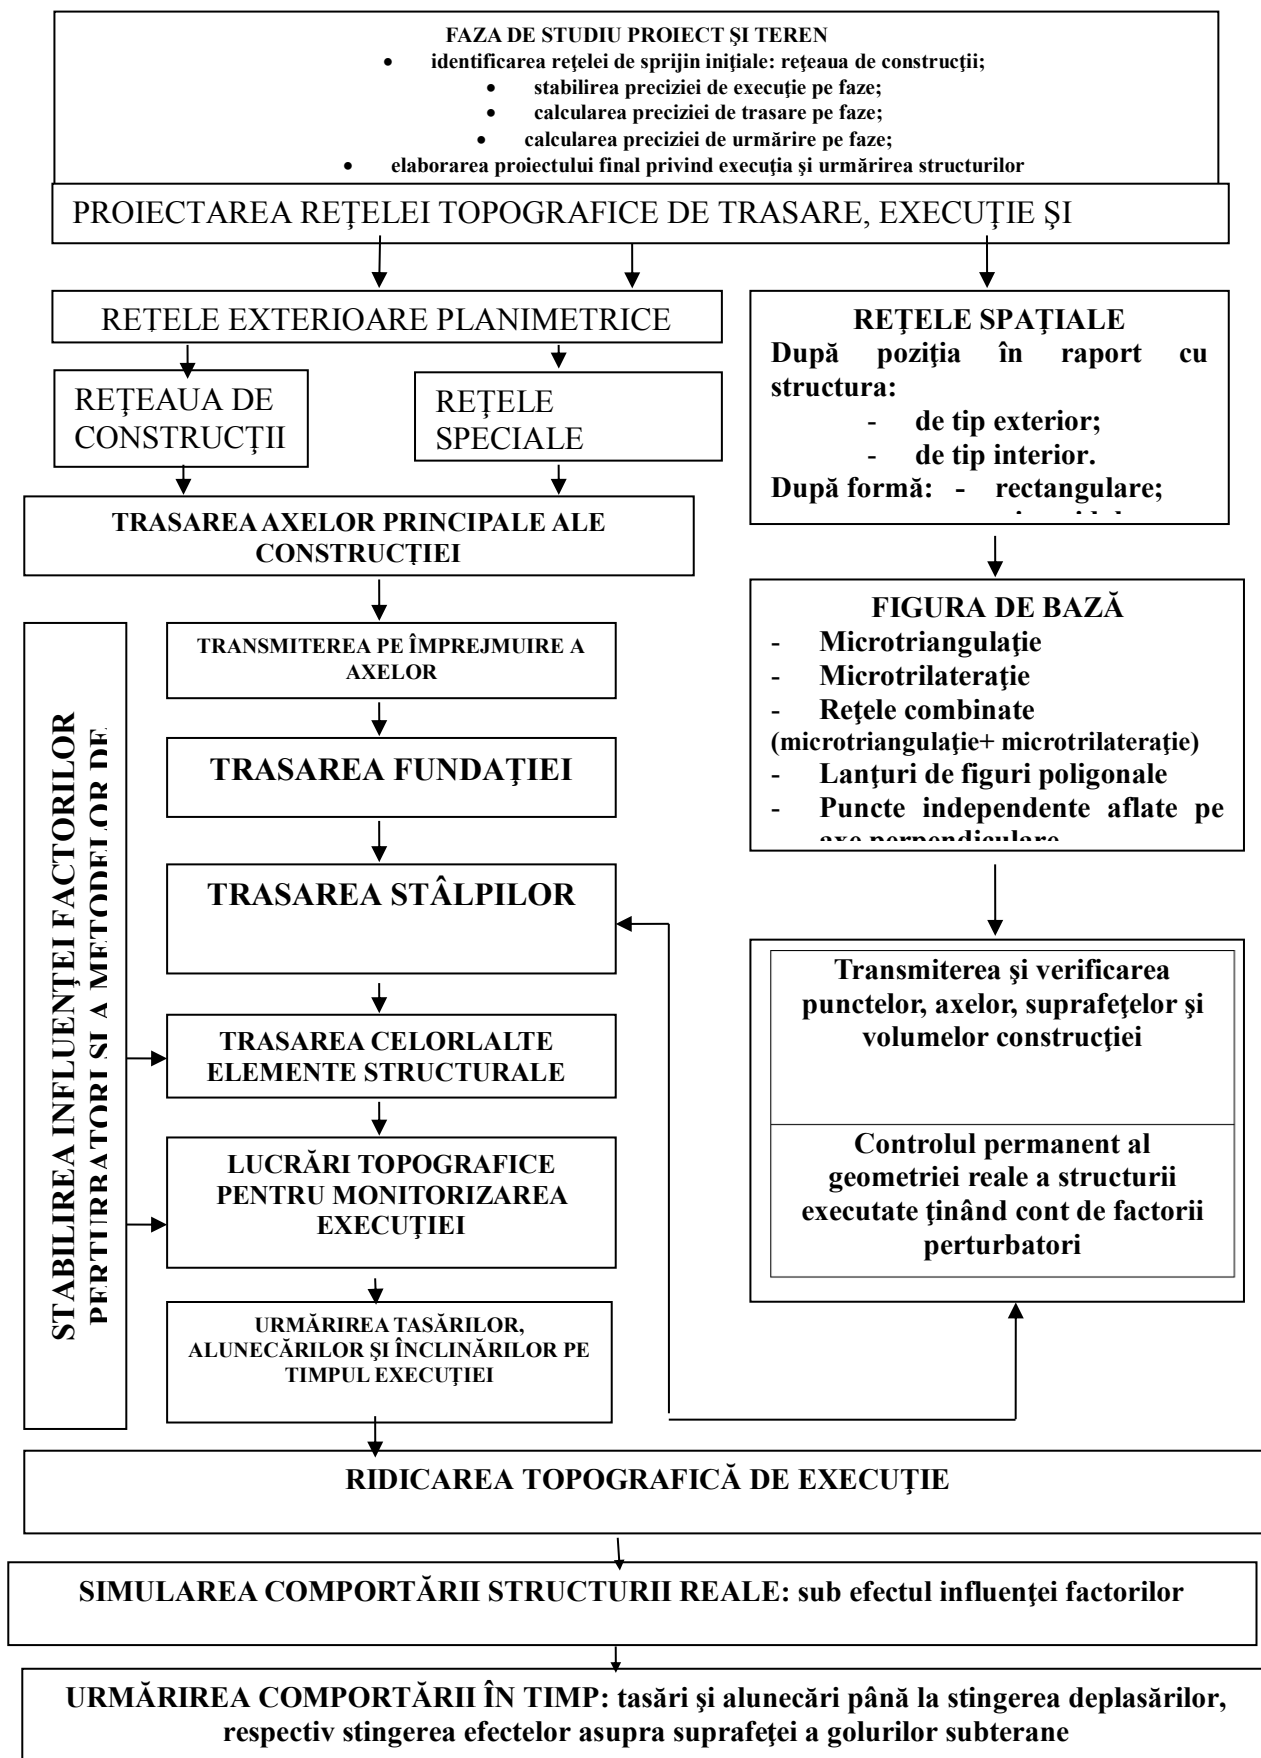 FAZA DE STUDIU PROIECT ŞI TEREN
• identificarea reţelei de sprijin iniţiale: reţeaua de construcţii;
• stabilirea preciziei de execuţie pe faze;
• calcularea preciziei de trasare pe faze;
• calcularea preciziei de urmărire pe faze;
• elaborarea proiectului final privind execuţia şi urmărirea structurilor
PROIECTAREA REŢELEI TOPOGRAFICE DE TRASARE, EXECUŢIE ŞI
REŢELE EXTERIOARE PLANIMETRICE
REŢEAUA DE
CONSTRUCŢII
REŢELE
SPECIALE
TRASAREA AXELOR PRINCIPALE ALE
CONSTRUCŢIEI
TRANSMITEREA PE ÎMPREJMUIRE A
AXELOR
TRASAREA FUNDAŢIEI
TRASAREA STÂLPILOR
TRASAREA CELORLALTE
ELEMENTE STRUCTURALE
LUCRĂRI TOPOGRAFICE
PENTRU MONITORIZAREA
EXECUŢIEI
URMĂRIREA TASĂRILOR,
ALUNECĂRILOR ŞI ÎNCLINĂRILOR PE
TIMPUL EXECUŢIEI
STABILIREA INFLUENŢEI FACTORILOR
PERTURBATORI ŞI A METODELOR DE
REŢELE SPAŢIALE
După poziţia în raport cu
structura:
- de tip exterior;
- de tip interior.
După formă: - rectangulare;
FIGURA DE BAZĂ
- Microtriangulaţie
- Microtrilateraţie
- Reţele combinate
(microtriangulaţie+ microtrilateraţie)
- Lanţuri de figuri poligonale
- Puncte independente aflate pe
axe perpendiculare
Transmiterea şi verificarea
punctelor, axelor, suprafeţelor şi
volumelor construcţiei
Controlul permanent al
geometriei reale a structurii
executate ţinând cont de factorii
perturbatori
RIDICAREA TOPOGRAFICĂ DE EXECUŢIE
SIMULAREA COMPORTĂRII STRUCTURII REALE: sub efectul influenţei factorilor
URMĂRIREA COMPORTĂRII ÎN TIMP: tasări şi alunecări până la stingerea deplasărilor,
respectiv stingerea efectelor asupra suprafeţei a golurilor subterane